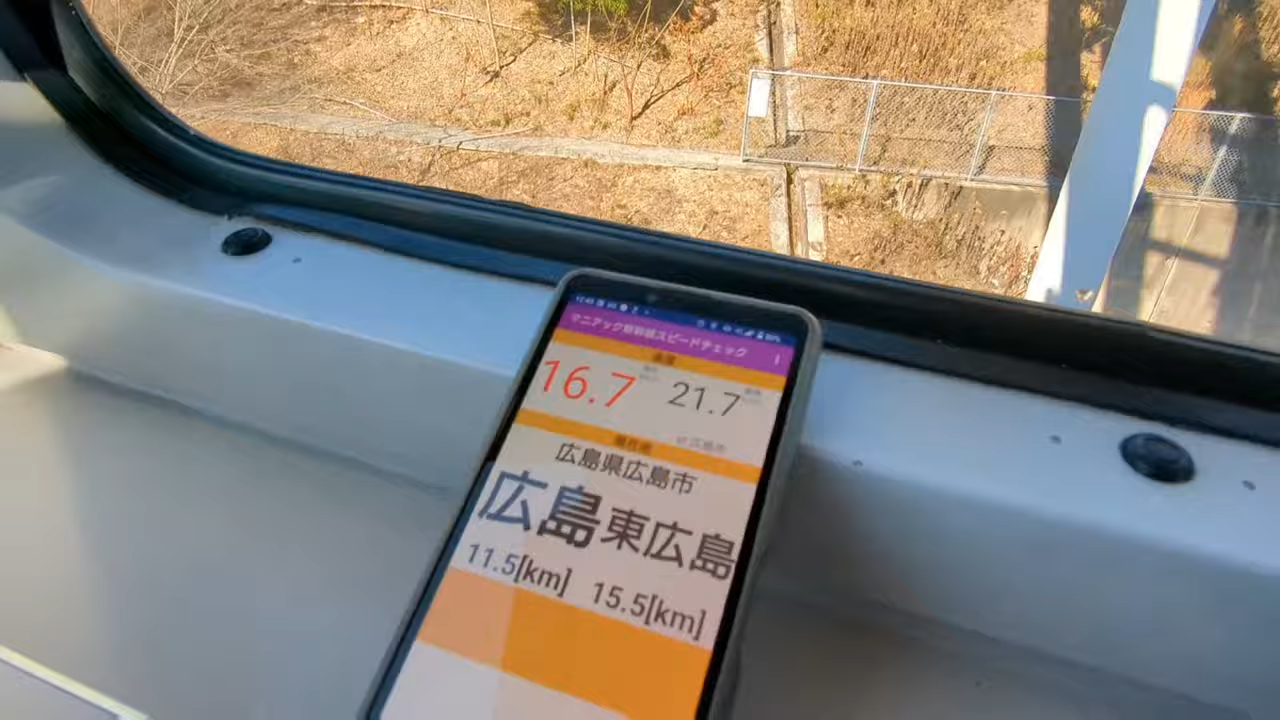 マニアック新幹線スピードチェック
16.7 21.7
広島県広島市
広島 東広島
11.5[km] 15.5[km]